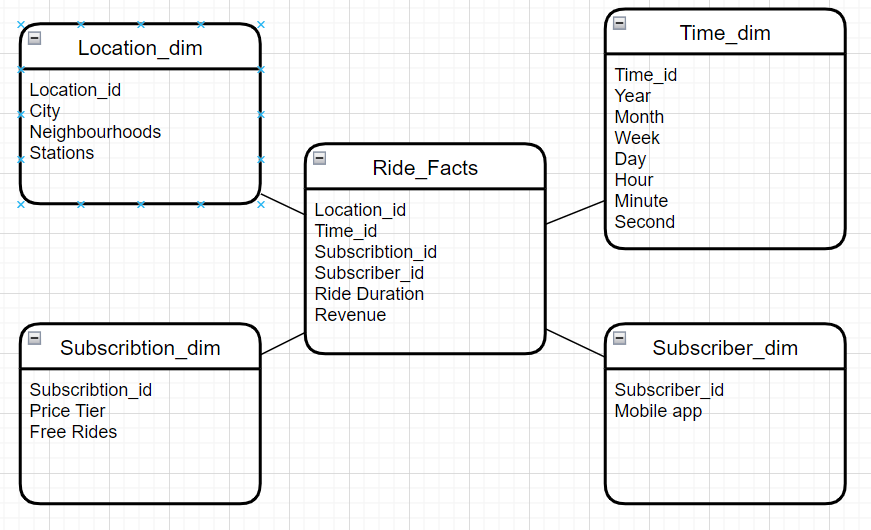 Location_dim
Location_id
City
Neighbourhoods
Stations
Time_dim
Time_id
Year
Month
Week
Day
Hour
Minute
Second
Ride_Facts
Location_id
Time_id
Subscribtion_id
Subscriber_id
Ride Duration
Revenue
Subscribtion_dim
Subscribtion_id
Price Tier
Free Rides
Subscriber_dim
Subscriber_id
Mobile app